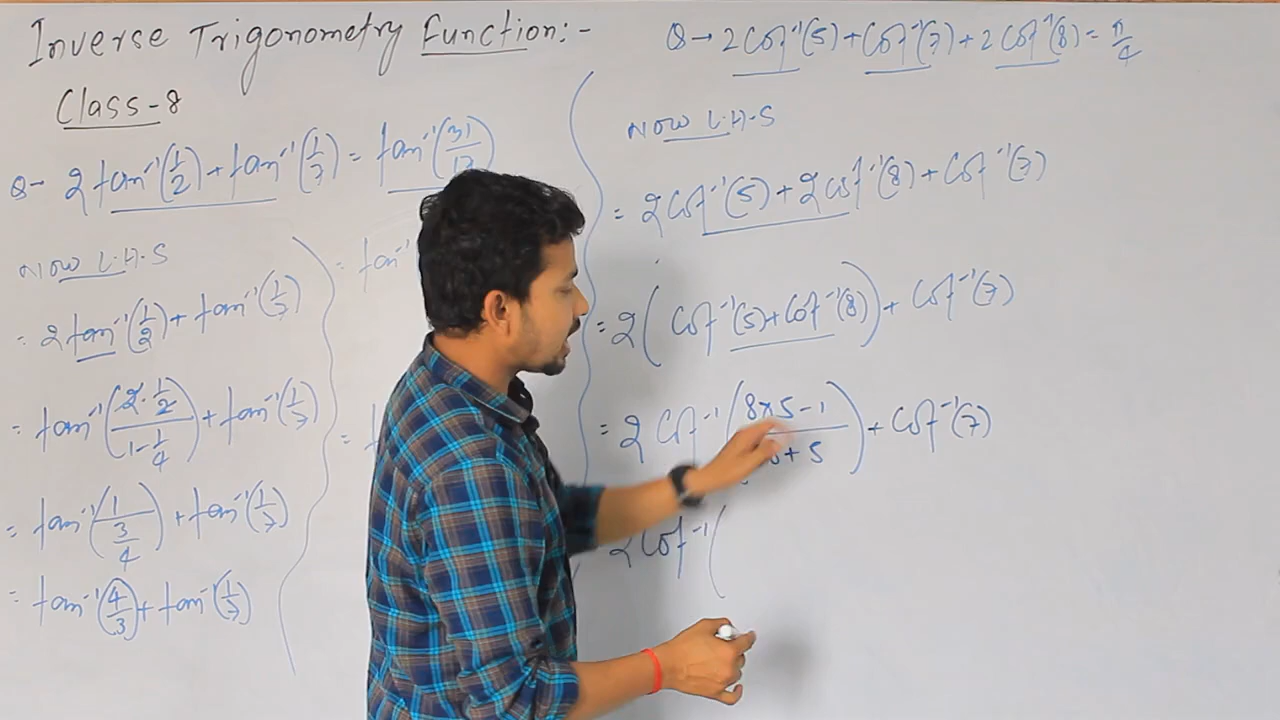 Inverse Trigonometry Function:-
Class-8
Q- 2tan⁻¹(1/2)+tan⁻¹(1/7)=tan⁻¹(31/17)
NOW L.H.S
= 2tan⁻¹(1/2)+tan⁻¹(1/7)
= tan⁻¹((2·1/2)/(1-1/4))+tan⁻¹(1/7)
= tan⁻¹(1/(3/4))+tan⁻¹(1/7)
= tan⁻¹(4/3)+tan⁻¹(1/7)
= tan⁻¹
Q→ 2cot⁻¹(5)+cot⁻¹(7)+2cot⁻¹(8)=π/4
NOW L.H.S
= 2cot⁻¹(5)+2cot⁻¹(8)+cot⁻¹(7)
= 2(cot⁻¹(5)+cot⁻¹(8))+cot⁻¹(7)
= 2cot⁻¹((8×5-1)/(8+5))+cot⁻¹(7)
2cot⁻¹(